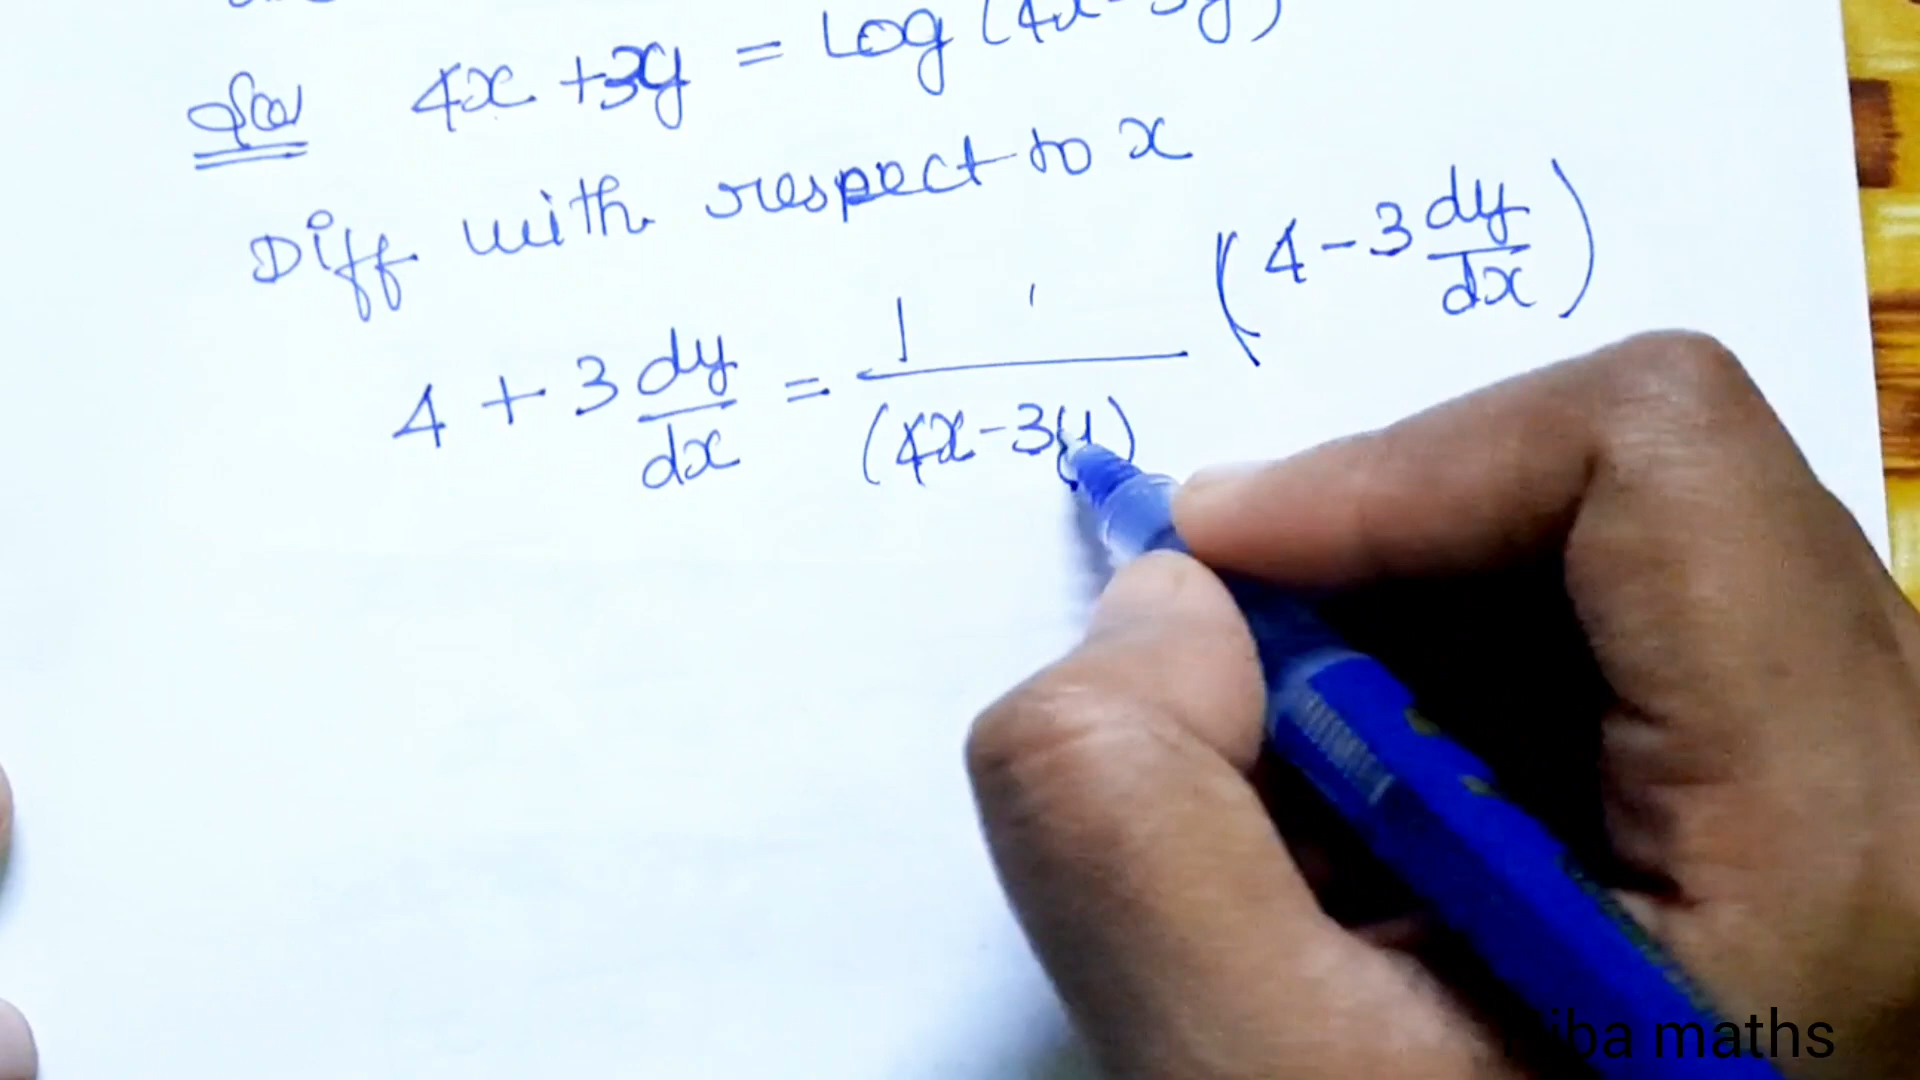 Sol 4x + 3y = Log (4x - 3y)
Diff with respect to x
4 + 3 dy/dx = 1/(4x - 3y) (4 - 3 dy/dx)
maths